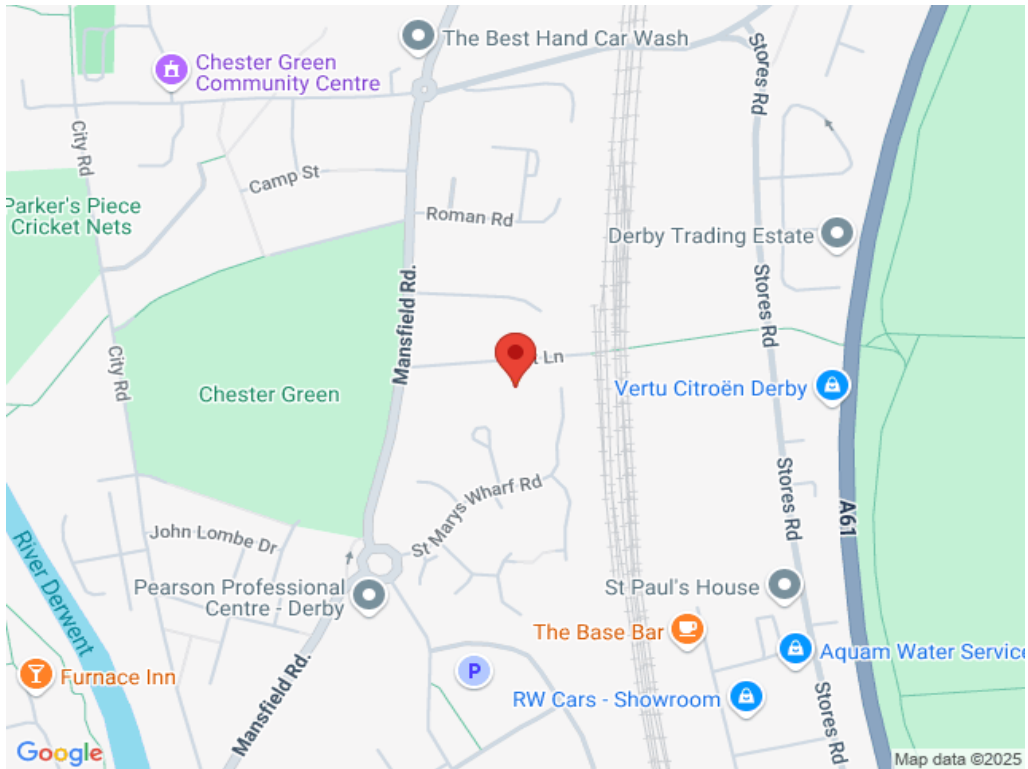 The Best Hand Car Wash
Stores Rd
Chester Green
Community Centre
City Rd
Camp St
Parker's Piece
Cricket Nets
Roman Rd
Derby Trading Estate
Mansfield Rd.
Stores Rd
Ln
City Rd
Chester Green
Vertu Citroën Derby
St Marys Wharf Rd
Stores Rd
A61
John Lombe Dr
River Derwent
Pearson Professional
Centre - Derby
St Paul's House
The Base Bar
Aquam Water Service
Furnace Inn
P
Mansfield Rd.
RW Cars - Showroom
Stores Rd
Google
Map data ©2025